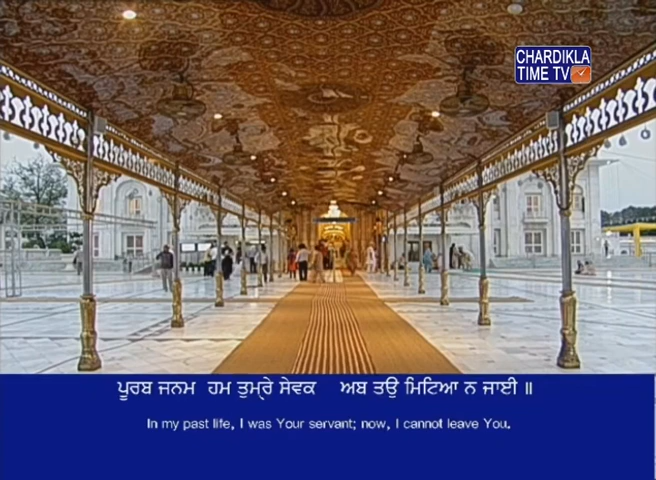 CHARDIKLA
TIME TV
ਪੂਰਬ ਜਨਮ ਹਮ ਤੁਮ੍ਰੇ ਸੇਵਕ ਅਬ ਤਉ ਮਿਟਿਆ ਨ ਜਾਈ ॥
In my past life, I was Your servant; now, I cannot leave You.